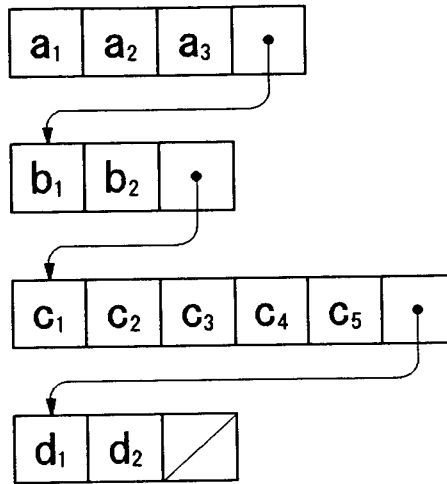 a₁ a₂ a₃
b₁ b₂
c₁ c₂ c₃ c₄ c₅
d₁ d₂